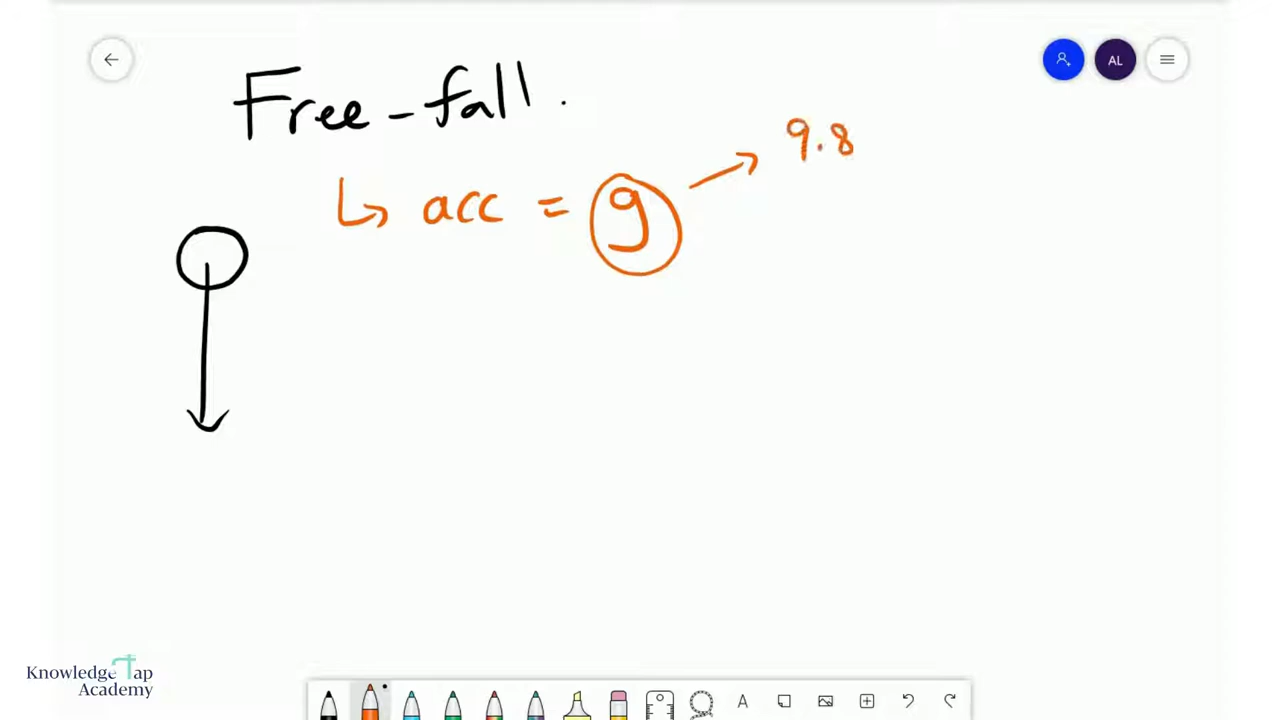 AL
Free-fall.
9.8
↳ acc = g
Knowledge Tap
Academy
A